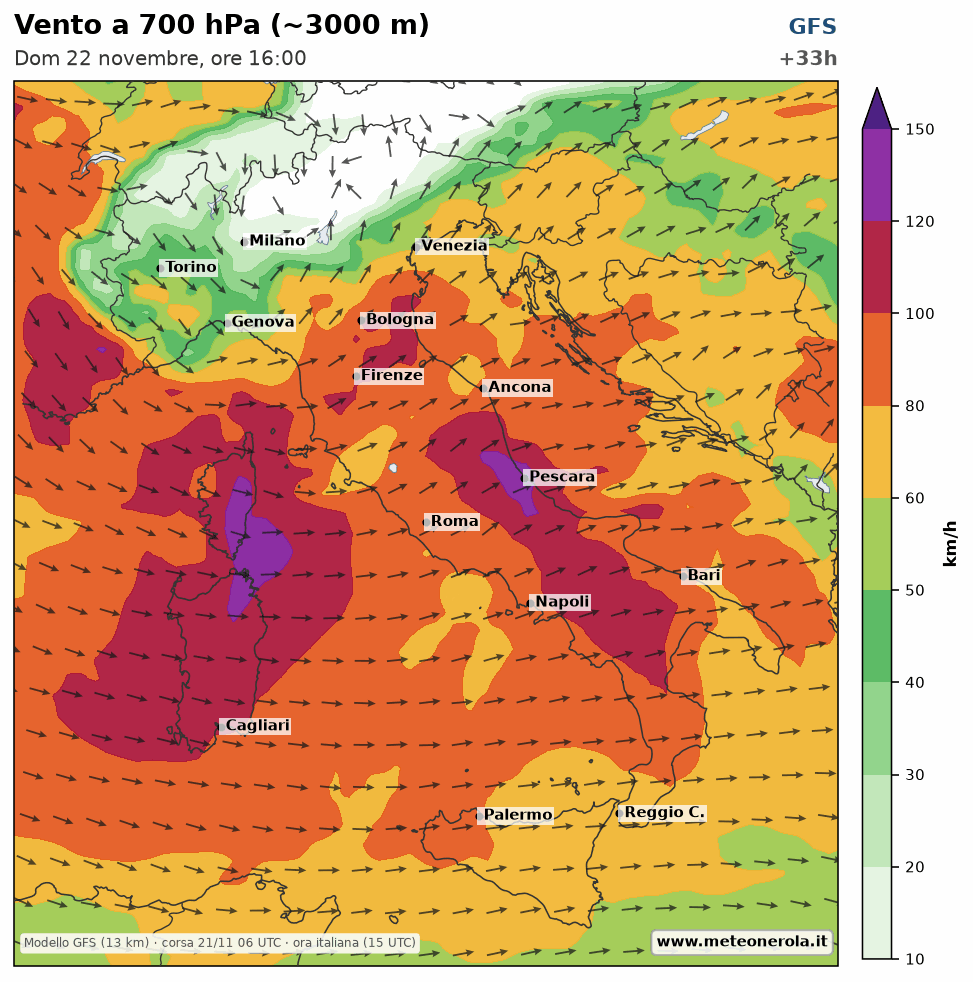 Vento a 700 hPa (~3000 m)
GFS
Dom 22 novembre, ore 16:00
+33h
Milano
Venezia
Torino
Genova
Bologna
Firenze
Ancona
Pescara
Roma
Bari
Napoli
Cagliari
Palermo
Reggio C.
150
120
100
80
60
50
40
30
20
10
km/h
Modello GFS (13 km) · corsa 21/11 06 UTC · ora italiana (15 UTC)
www.meteonerola.it